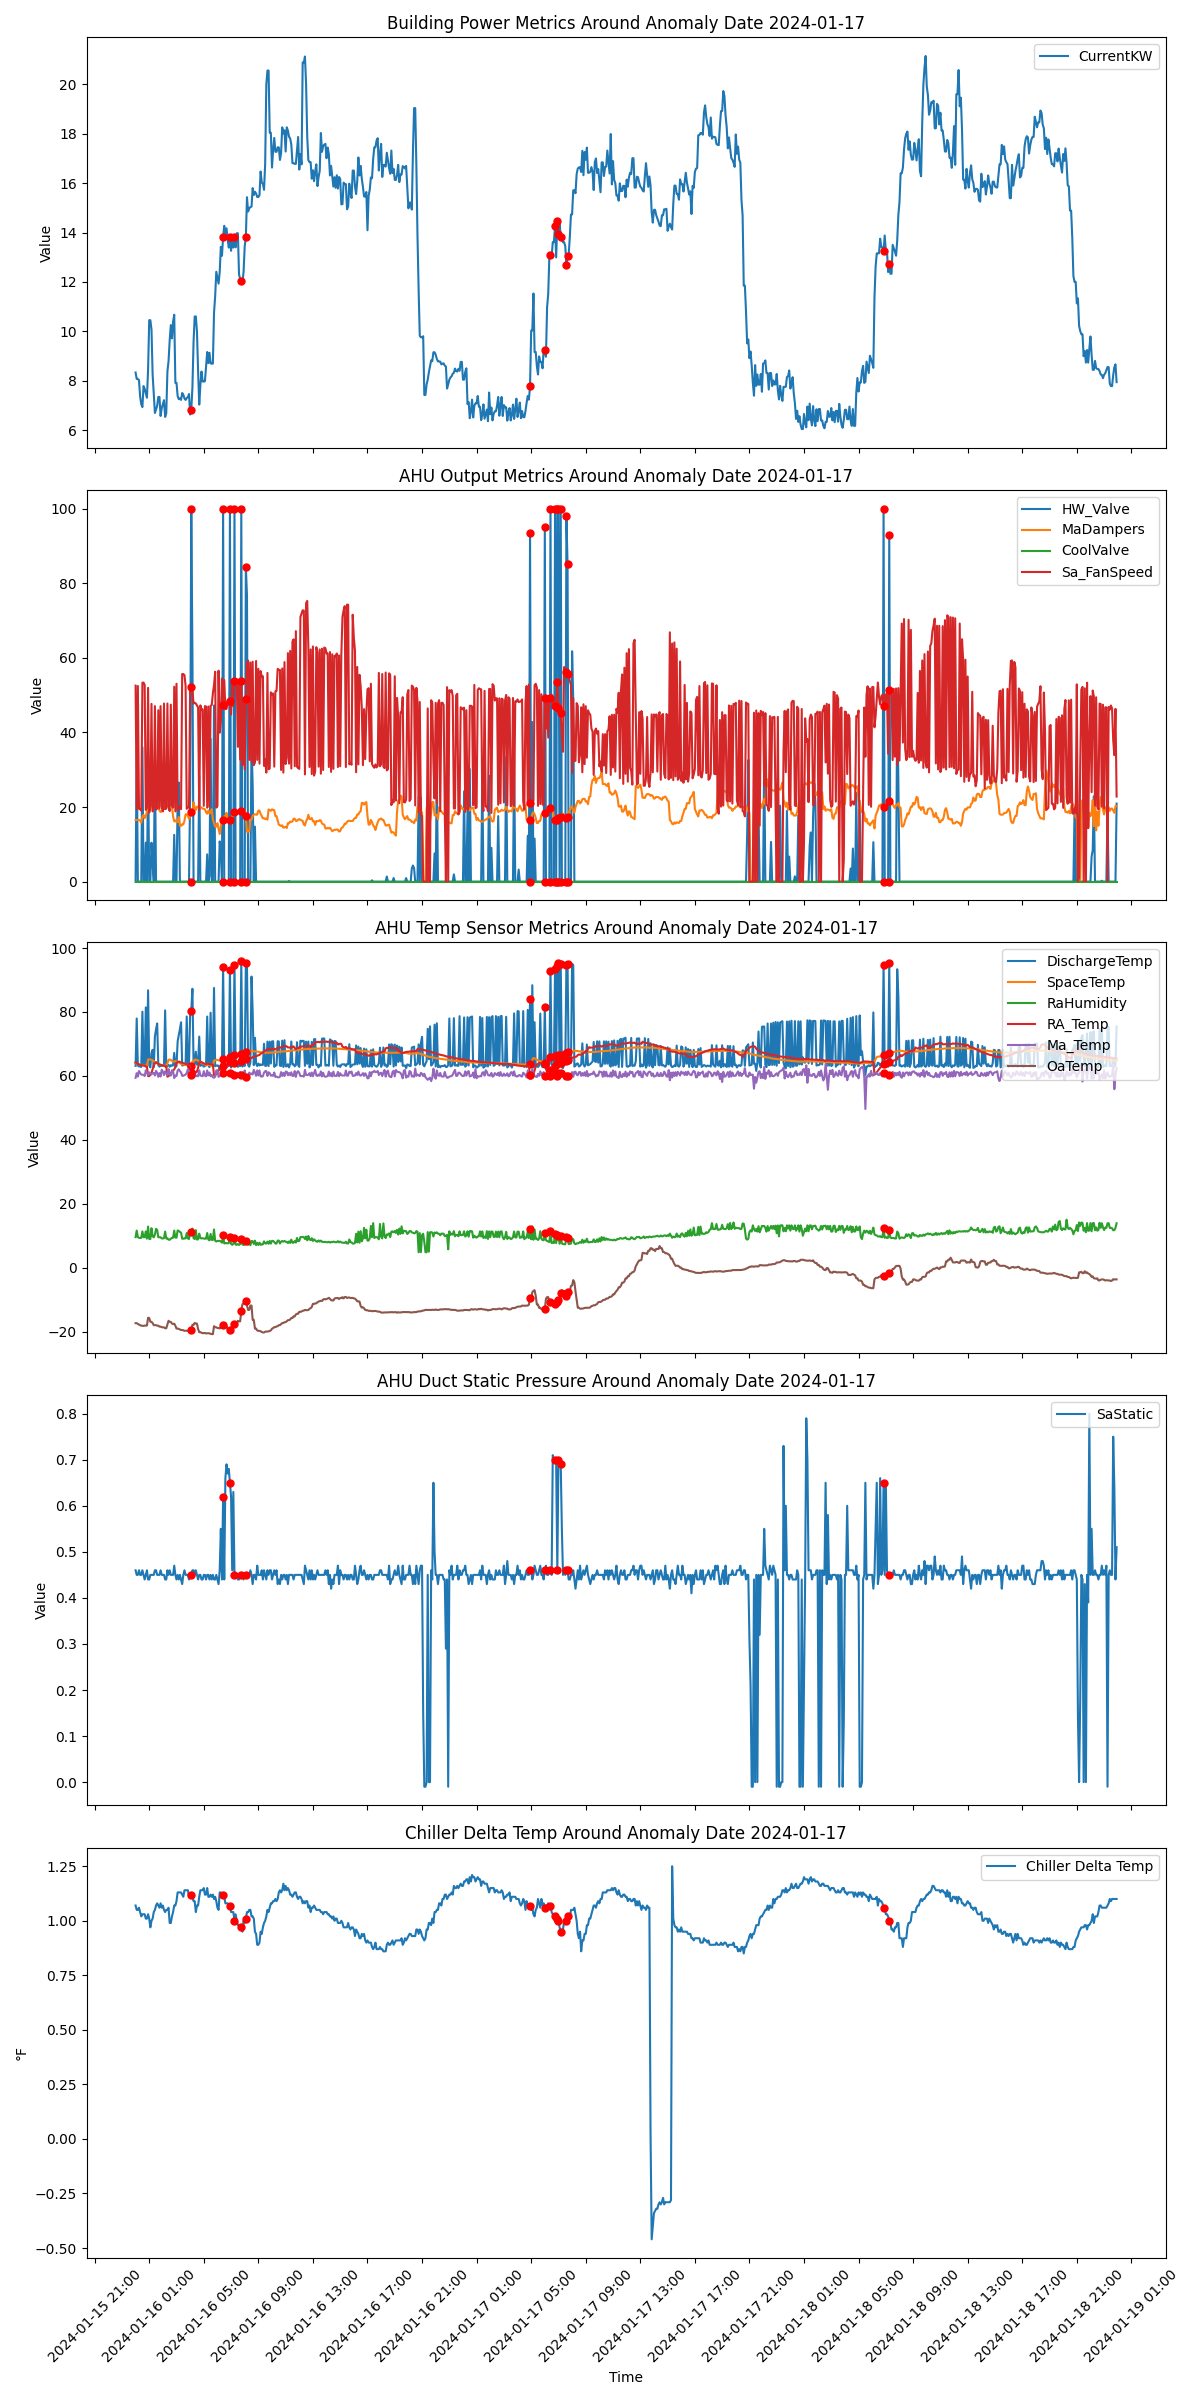 Building Power Metrics Around Anomaly Date 2024-01-17
CurrentKW
20
18
16
14
12
10
8
6
Value
AHU Output Metrics Around Anomaly Date 2024-01-17
HW_Valve
MaDampers
CoolValve
Sa_FanSpeed
100
80
60
40
20
0
Value
AHU Temp Sensor Metrics Around Anomaly Date 2024-01-17
DischargeTemp
SpaceTemp
RaHumidity
RA_Temp
Ma_Temp
OaTemp
100
80
60
40
20
0
−20
Value
AHU Duct Static Pressure Around Anomaly Date 2024-01-17
SaStatic
0.8
0.7
0.6
0.5
0.4
0.3
0.2
0.1
0.0
Value
Chiller Delta Temp Around Anomaly Date 2024-01-17
Chiller Delta Temp
1.25
1.00
0.75
0.50
0.25
0.00
−0.25
−0.50
°F
2024-01-15 21:00
2024-01-16 01:00
2024-01-16 05:00
2024-01-16 09:00
2024-01-16 13:00
2024-01-16 17:00
2024-01-16 21:00
2024-01-17 01:00
2024-01-17 05:00
2024-01-17 09:00
2024-01-17 13:00
2024-01-17 17:00
2024-01-17 21:00
2024-01-18 01:00
2024-01-18 05:00
2024-01-18 09:00
2024-01-18 13:00
2024-01-18 17:00
2024-01-18 21:00
2024-01-19 01:00
Time